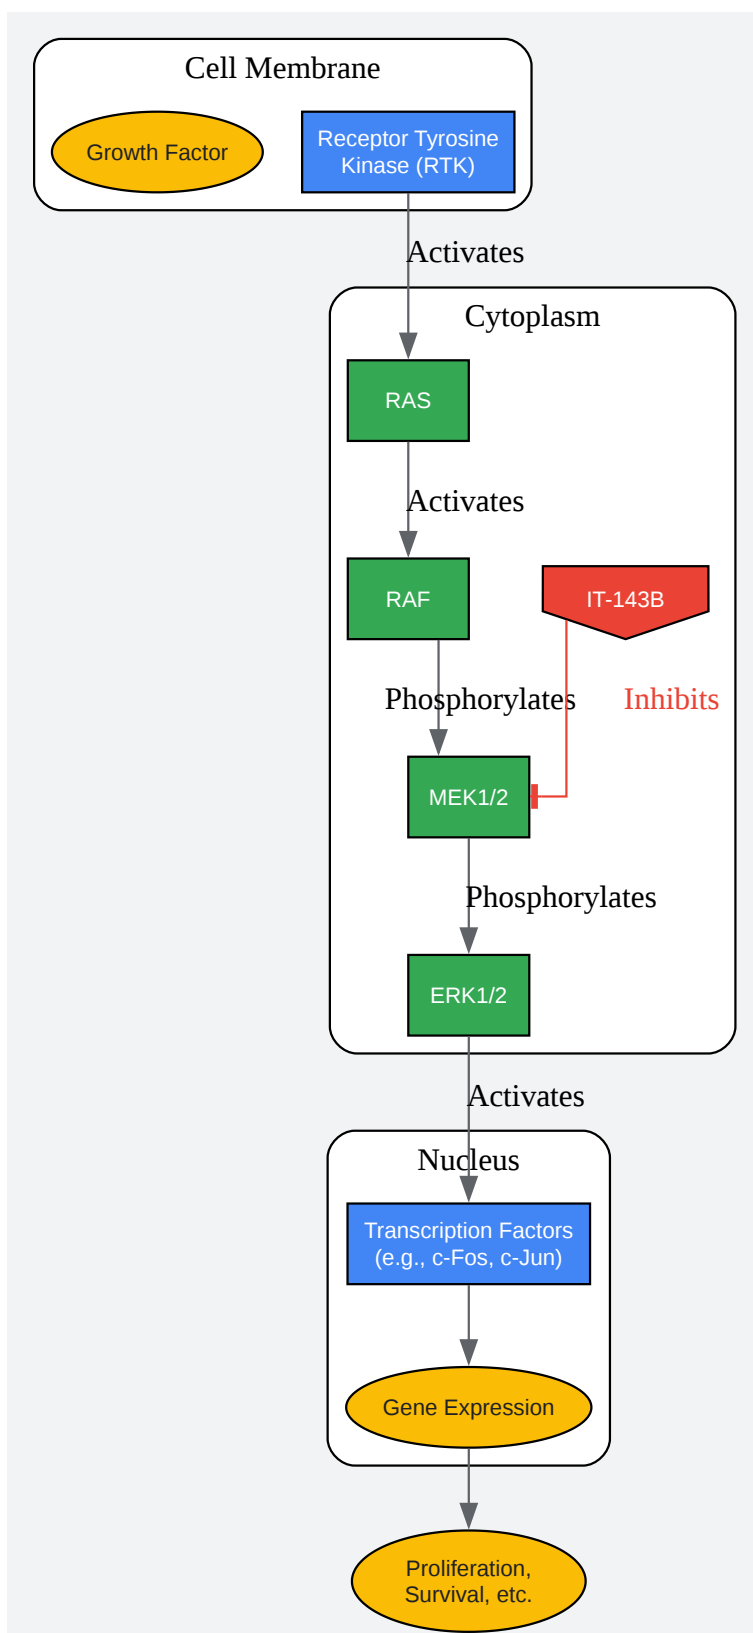 Cell Membrane
Growth Factor
Receptor Tyrosine
Kinase (RTK)
Activates
Cytoplasm
RAS
Activates
RAF
IT-143B
Phosphorylates
Inhibits
MEK1/2
Phosphorylates
ERK1/2
Activates
Nucleus
Transcription Factors
(e.g., c-Fos, c-Jun)
Gene Expression
Proliferation,
Survival, etc.